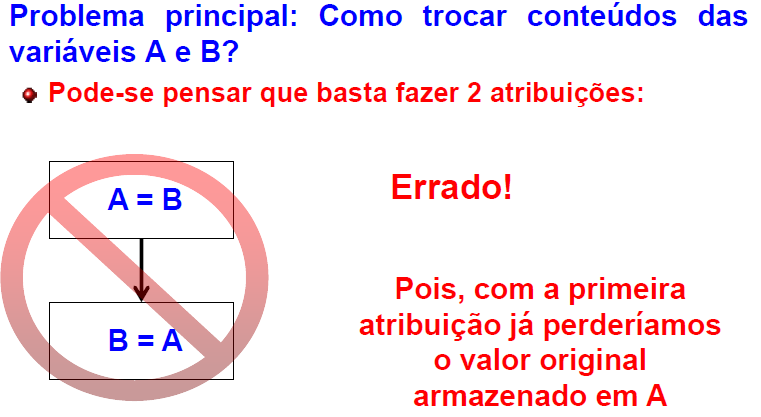 Problema principal: Como trocar conteúdos das
variáveis A e B?
Pode-se pensar que basta fazer 2 atribuições:
A = B
B = A
Errado!
Pois, com a primeira
atribuição já perderíamos
o valor original
armazenado em A